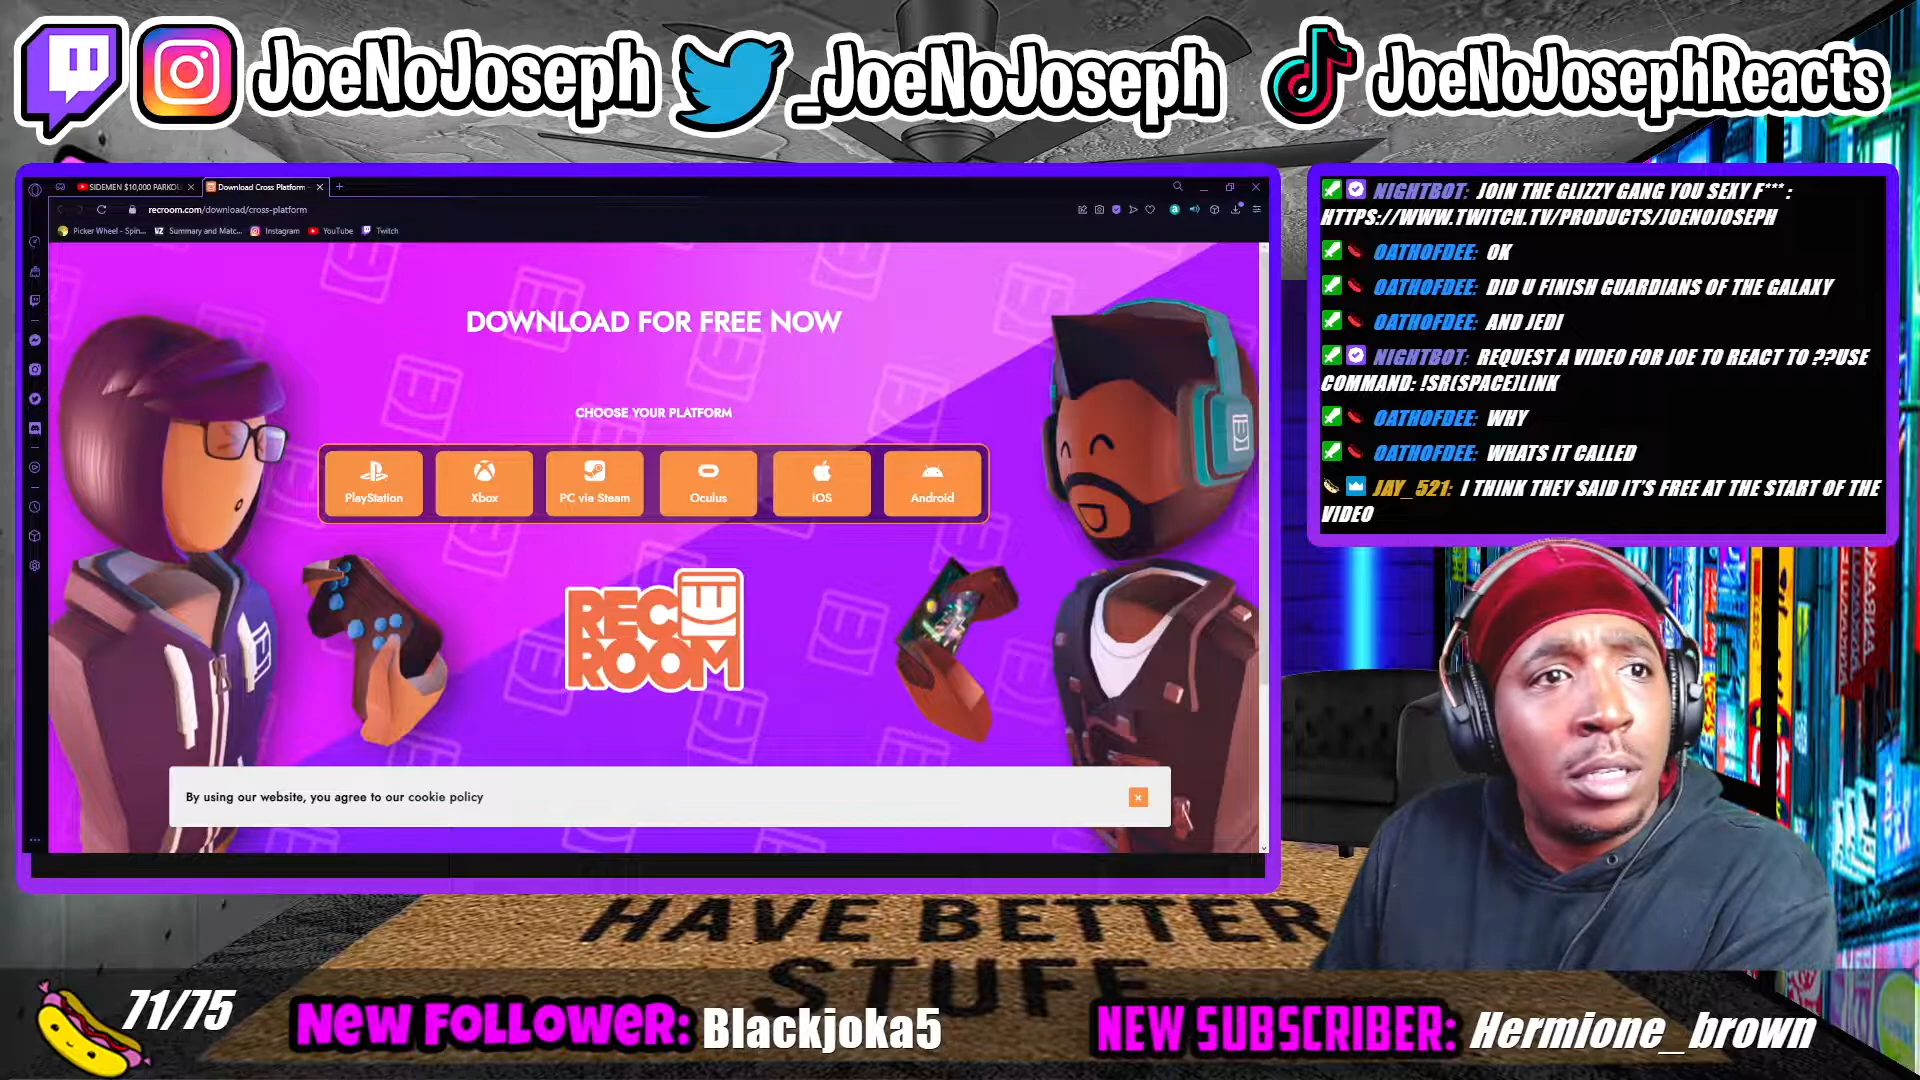 JoeNoJoseph
_JoeNoJoseph
JoeNoJosephReacts
SIDEMEN $10,000 PARKOU
Download Cross Platform
recroom.com/download/cross-platform
Picker Wheel - Spin...
Summary and Matc...
Instagram
YouTube
Twitch
DOWNLOAD FOR FREE NOW
CHOOSE YOUR PLATFORM
PlayStation
Xbox
PC via Steam
Oculus
iOS
Android
REC
ROOM
By using our website, you agree to our cookie policy
NIGHTBOT: JOIN THE GLIZZY GANG YOU SEXY F*** :
HTTPS://WWW.TWITCH.TV/PRODUCTS/JOENOJOSEPH
OATHOFDEE: OK
OATHOFDEE: DID U FINISH GUARDIANS OF THE GALAXY
OATHOFDEE: AND JEDI
NIGHTBOT: REQUEST A VIDEO FOR JOE TO REACT TO ??USE
COMMAND: !SR(SPACE)LINK
OATHOFDEE: WHY
OATHOFDEE: WHATS IT CALLED
JAY_521: I THINK THEY SAID IT'S FREE AT THE START OF THE
VIDEO
HAVE BETTER
STUFF
71/75
NEW FOLLOWER: Blackjoka5
NEW SUBSCRIBER: Hermione_brown